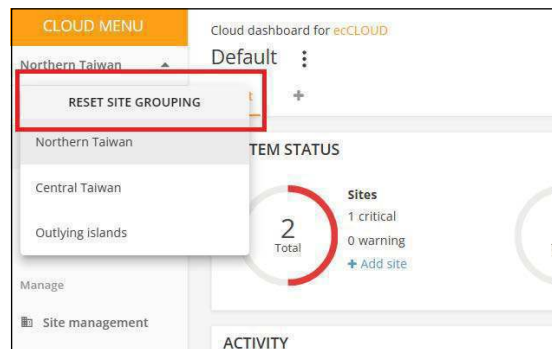 CLOUD MENU
Northern Taiwan
RESET SITE GROUPING
Northern Taiwan
Central Taiwan
Outlying islands
Manage
Site management
Cloud dashboard for ecCLOUD
Default
+
TEM STATUS
2
Total
Sites
1 critical
0 warning
+ Add site
ACTIVITY